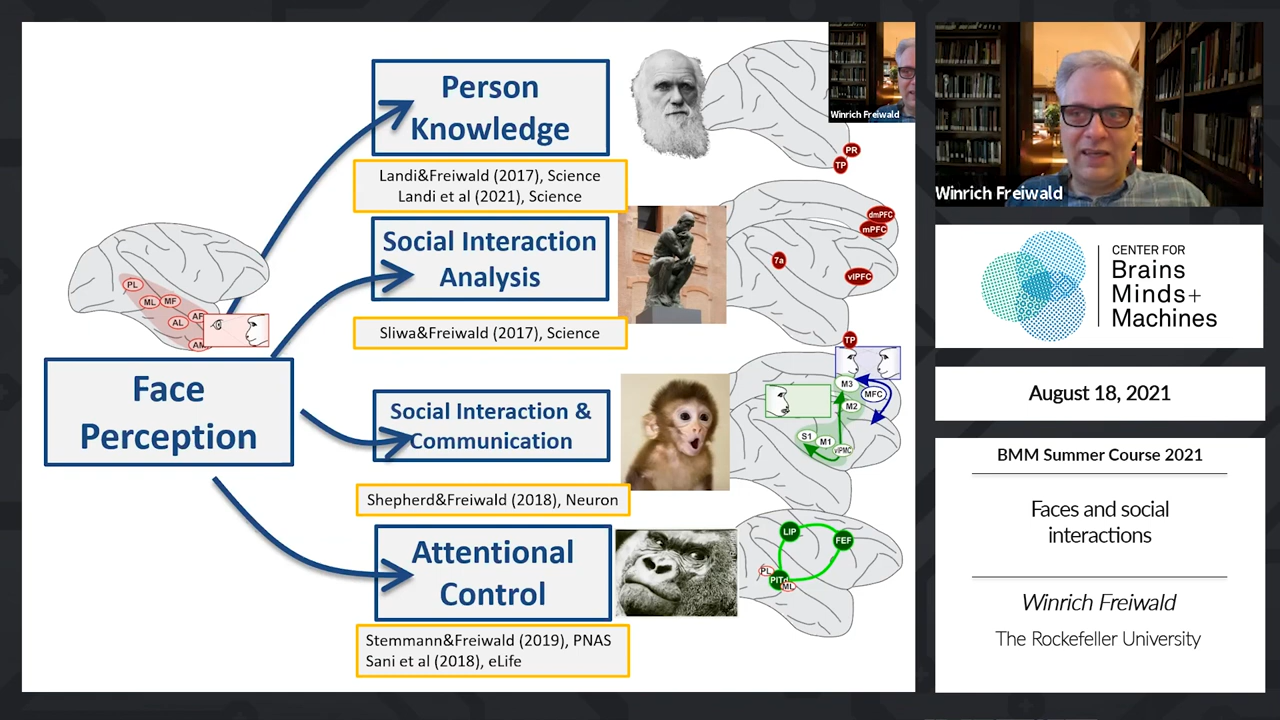 Person
Knowledge
Landi&Freiwald (2017), Science
Landi et al (2021), Science
PR
TP
Winrich Freiwald
Social Interaction
Analysis
Sliwa&Freiwald (2017), Science
dmPFC
mPFC
7a
vlPFC
TP
PL
ML
MF
AL
Face
Perception
Social Interaction &
Communication
Shepherd&Freiwald (2018), Neuron
M3
MFC
M2
S1
M1
vlPMC
Attentional
Control
Stemmann&Freiwald (2019), PNAS
Sani et al (2018), eLife
LIP
FEF
PL
PITd
ML
Winrich Freiwald
CENTER FOR
Brains
Minds+
Machines
August 18, 2021
BMM Summer Course 2021
Faces and social
interactions
Winrich Freiwald
The Rockefeller University